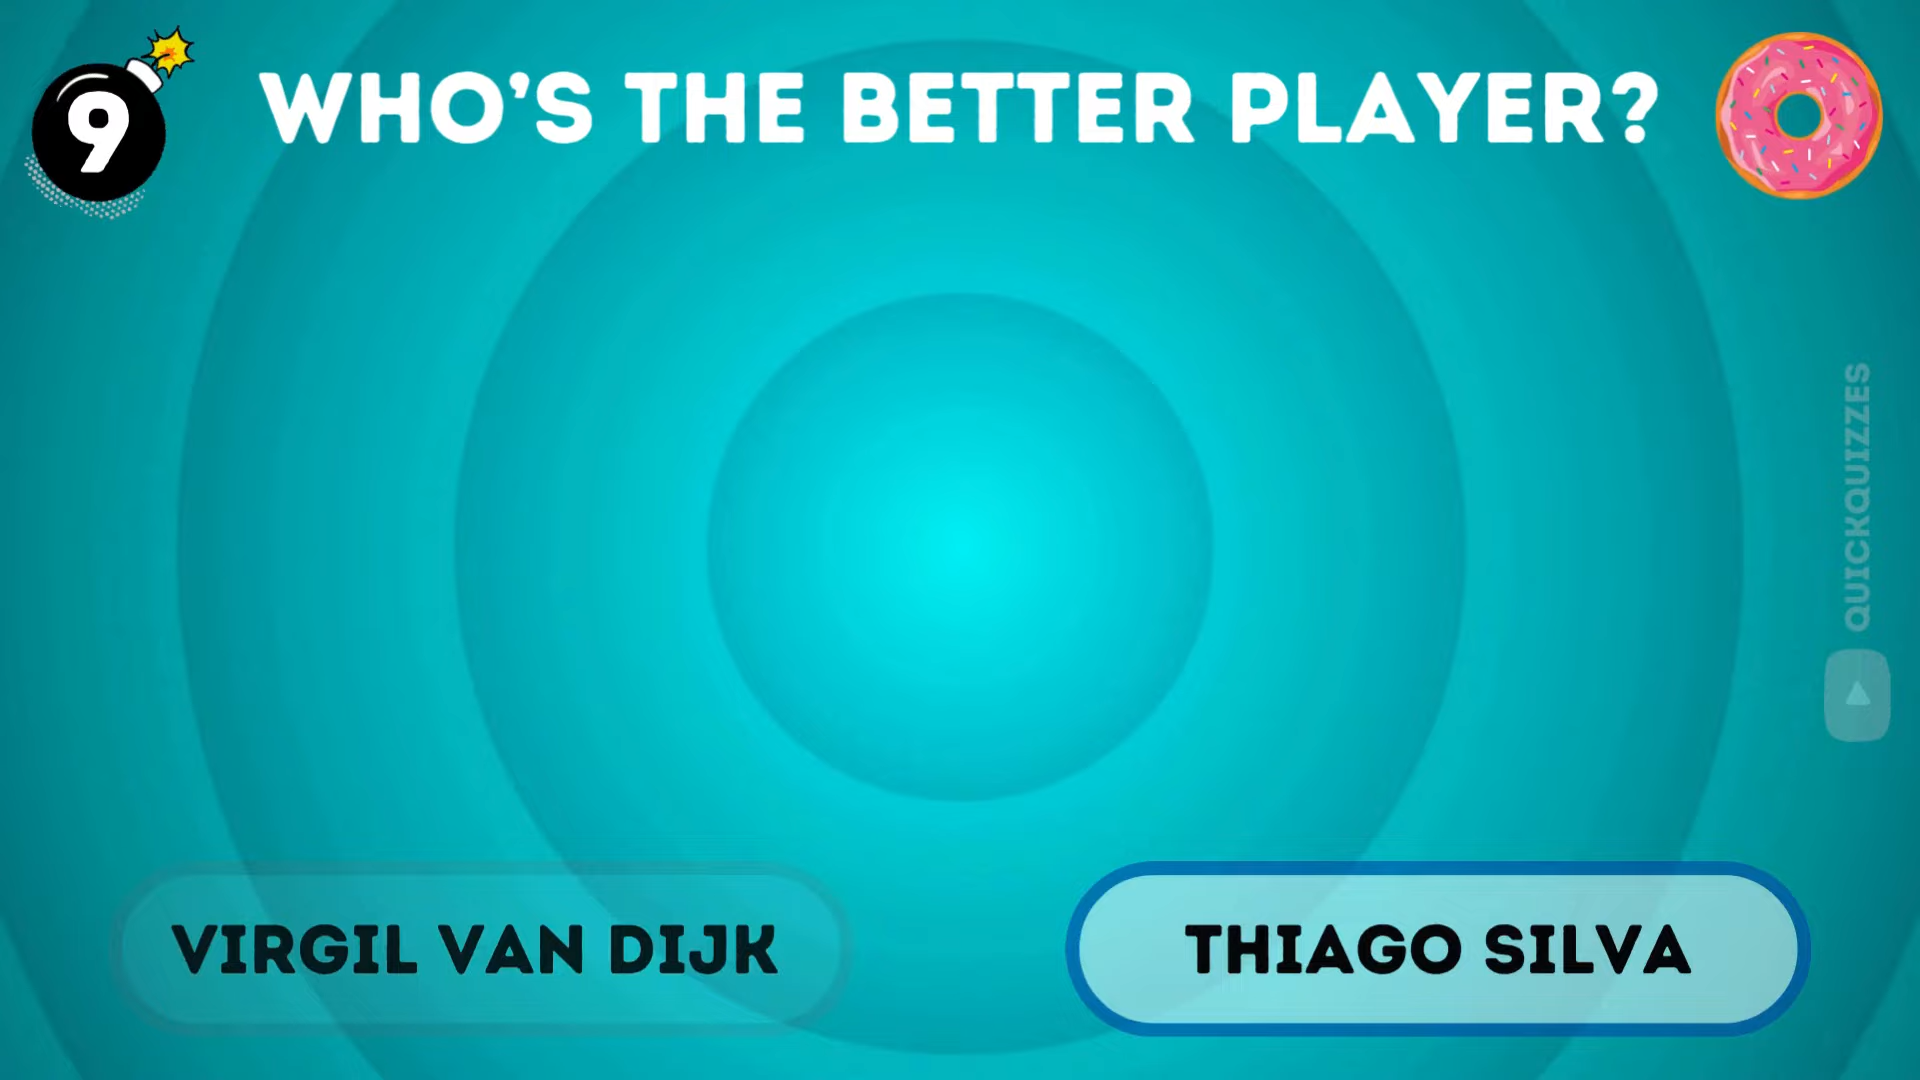 9
WHO'S THE BETTER PLAYER?
QUICKQUIZZES
VIRGIL VAN DIJK
THIAGO SILVA